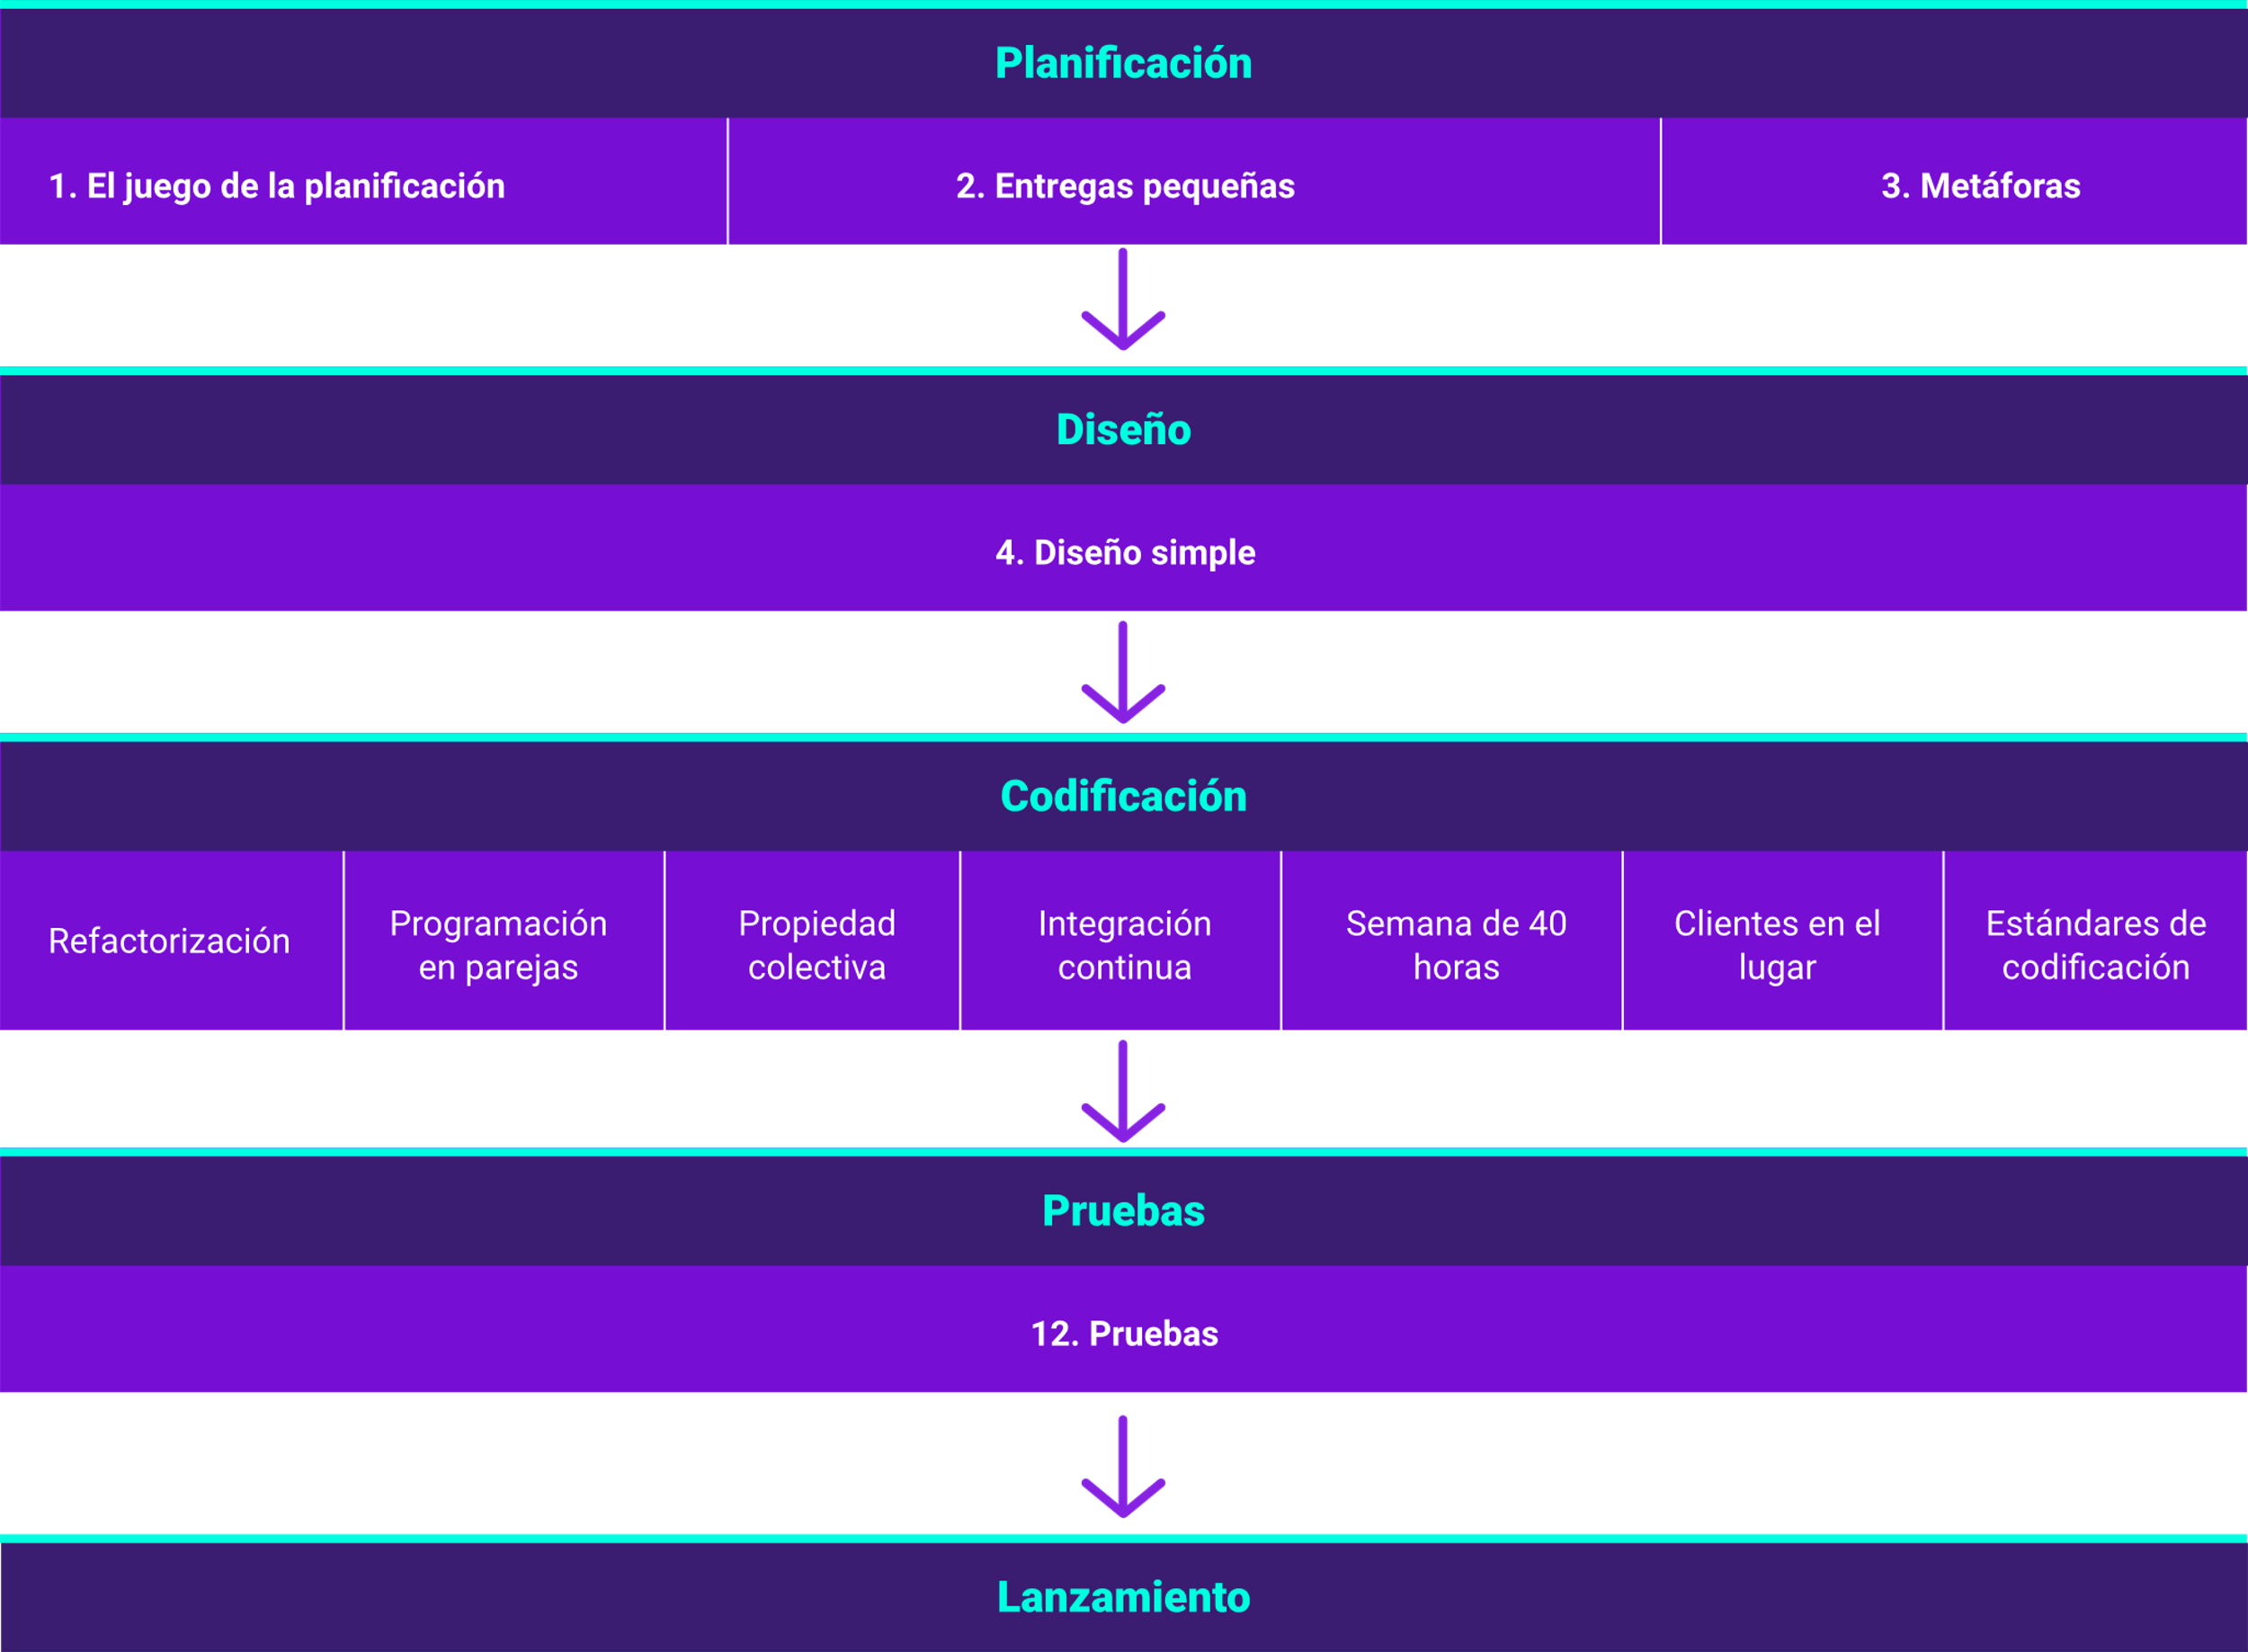 Planificación
1. El juego de la planificación
2. Entregas pequeñas
3. Metáforas
Diseño
4. Diseño simple
Codificación
Refactorización
Programación
en parejas
Propiedad
colectiva
Integración
continua
Semana de 40
horas
Clientes en el
lugar
Estándares de
codificación
Pruebas
12. Pruebas
Lanzamiento